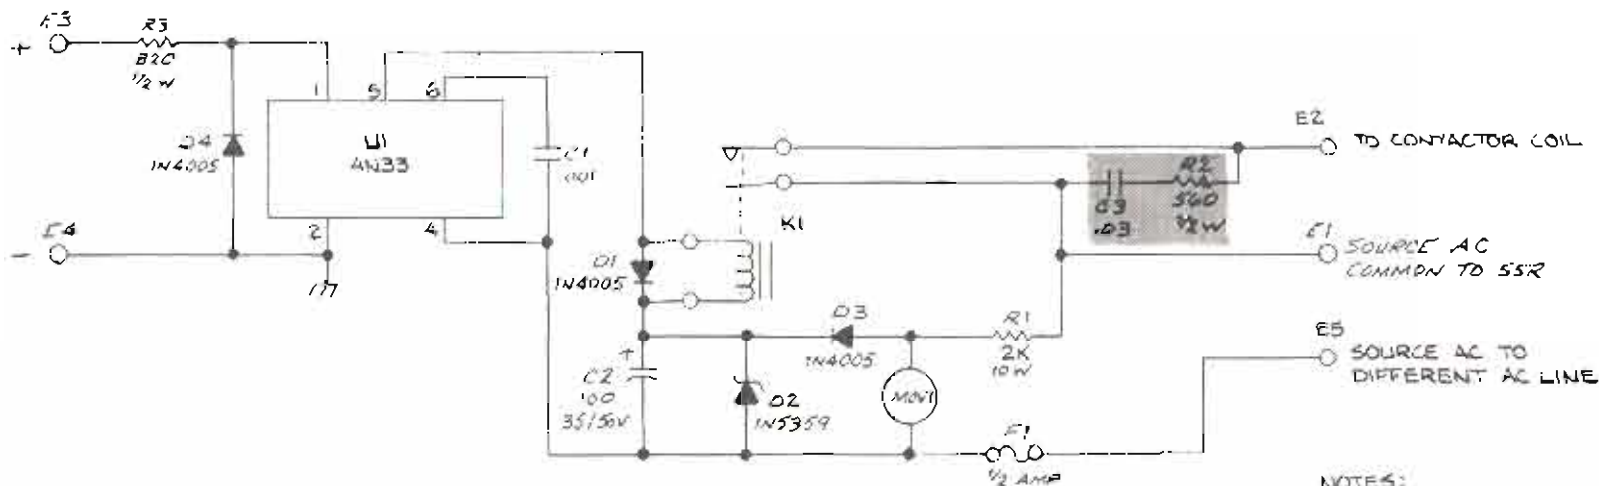 E3
+
R3
820
1/2 W
1
5
6
U1
4N33
D4
1N4005
C1
.001
2
4
E4
-
D1
1N4005
K1
E2
TO CONTACTOR COIL
R2
560
1/2 W
C3
.03
E1
SOURCE AC
COMMON TO SSR
D3
1N4005
R1
2K
10 W
E5
SOURCE AC TO
DIFFERENT AC LINE
+
C2
100
35/50V
D2
1N5359
MOV1
F1
1/2 AMP
NOTES: